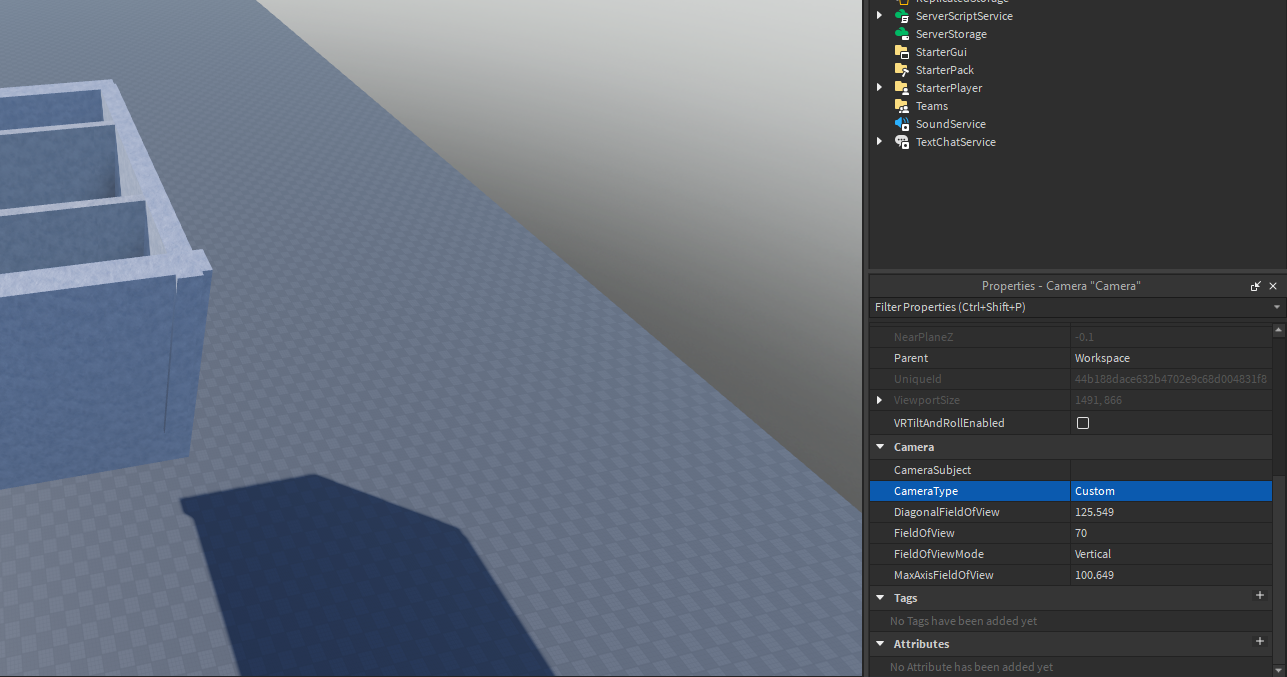 ReplicatedStorage
ServerScriptService
ServerStorage
StarterGui
StarterPack
StarterPlayer
Teams
SoundService
TextChatService
Properties - Camera "Camera"
Filter Properties (Ctrl+Shift+P)
NearPlaneZ -0.1
Parent Workspace
UniqueId 44b188dace632b4702e9c68d004831f8
ViewportSize 1491, 866
VRTiltAndRollEnabled
Camera
CameraSubject
CameraType Custom
DiagonalFieldOfView 125.549
FieldOfView 70
FieldOfViewMode Vertical
MaxAxisFieldOfView 100.649
Tags
No Tags have been added yet
Attributes
No Attribute has been added yet